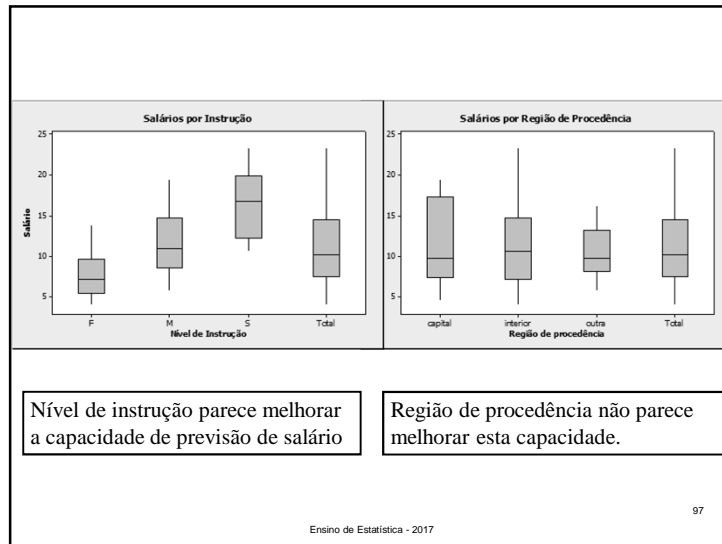 Salários por Instrução
25
20
15
10
5
Salário
F M S Total
Nível de Instrução
Salários por Região de Procedência
25
20
15
10
5
capital interior outra Total
Região de procedência
Nível de instrução parece melhorar
a capacidade de previsão de salário
Região de procedência não parece
melhorar esta capacidade.
97
Ensino de Estatística - 2017